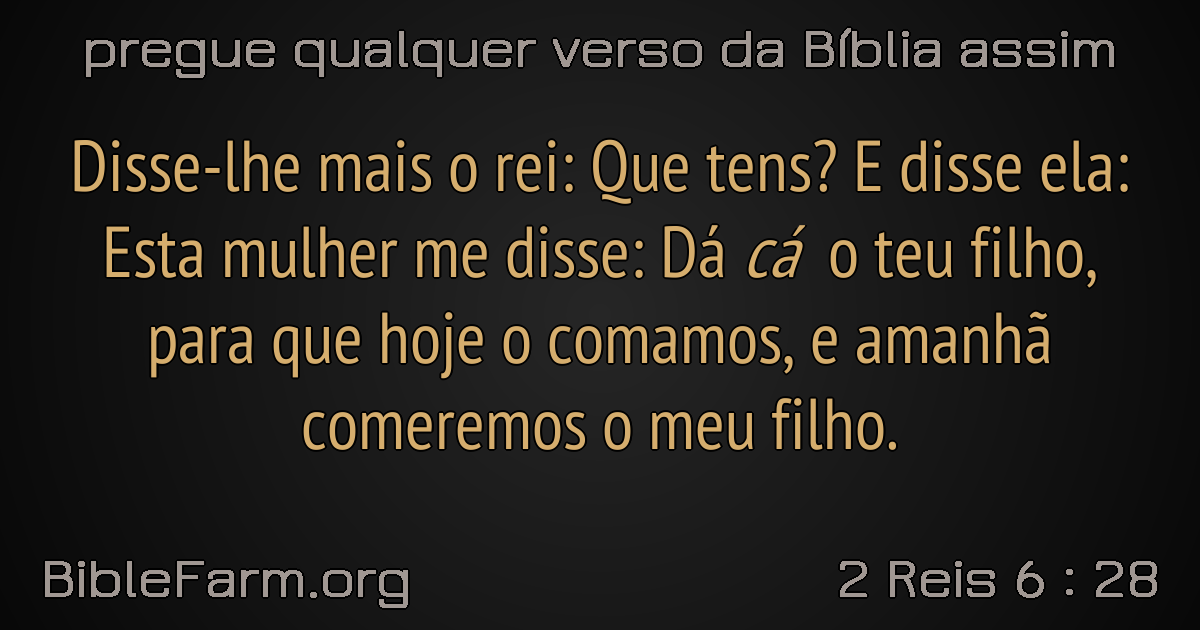 pregue qualquer verso da Bíblia assim
Disse-lhe mais o rei: Que tens? E disse ela:
Esta mulher me disse: Dá cá o teu filho,
para que hoje o comamos, e amanhã
comeremos o meu filho.
BibleFarm.org
2 Reis 6 : 28